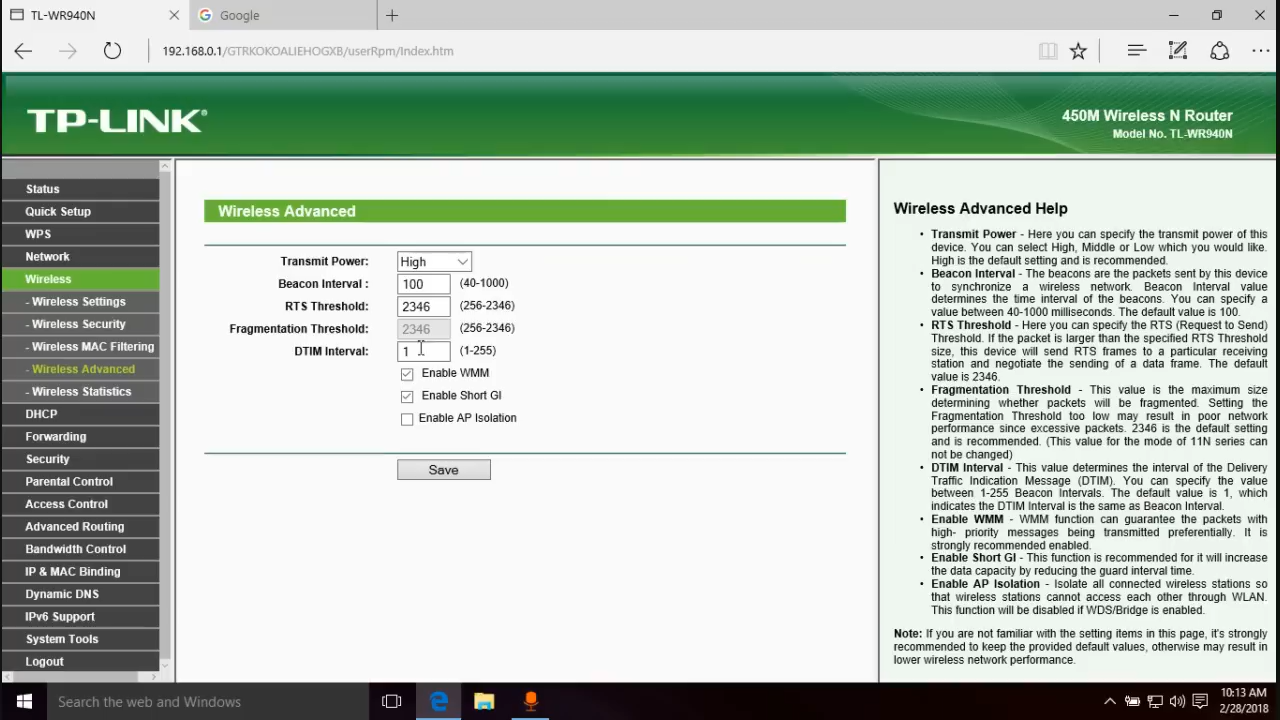 TL-WR940N
Google
192.168.0.1/GTRKOKOALIEHOGXB/userRpm/Index.htm
TP-LINK®
450M Wireless N Router
Model No. TL-WR940N
Status
Quick Setup
WPS
Network
Wireless
- Wireless Settings
- Wireless Security
- Wireless MAC Filtering
- Wireless Advanced
- Wireless Statistics
DHCP
Forwarding
Security
Parental Control
Access Control
Advanced Routing
Bandwidth Control
IP & MAC Binding
Dynamic DNS
IPv6 Support
System Tools
Logout
Wireless Advanced
Transmit Power: High
Beacon Interval : 100 (40-1000)
RTS Threshold: 2346 (256-2346)
Fragmentation Threshold: 2346 (256-2346)
DTIM Interval: 1 (1-255)
Enable WMM
Enable Short GI
Enable AP Isolation
Save
Wireless Advanced Help
• Transmit Power - Here you can specify the transmit power of this
device. You can select High, Middle or Low which you would like.
High is the default setting and is recommended.
• Beacon Interval - The beacons are the packets sent by this device
to synchronize a wireless network. Beacon Interval value
determines the time interval of the beacons. You can specify a
value between 40-1000 milliseconds. The default value is 100.
• RTS Threshold - Here you can specify the RTS (Request to Send)
Threshold. If the packet is larger than the specified RTS Threshold
size, this device will send RTS frames to a particular receiving
station and negotiate the sending of a data frame. The default
value is 2346.
• Fragmentation Threshold - This value is the maximum size
determining whether packets will be fragmented. Setting the
Fragmentation Threshold too low may result in poor network
performance since excessive packets. 2346 is the default setting
and is recommended. (This value for the mode of 11N series can
not be changed)
• DTIM Interval - This value determines the interval of the Delivery
Traffic Indication Message (DTIM). You can specify the value
between 1-255 Beacon Intervals. The default value is 1, which
indicates the DTIM Interval is the same as Beacon Interval.
• Enable WMM - WMM function can guarantee the packets with
high- priority messages being transmitted preferentially. It is
strongly recommended enabled.
• Enable Short GI - This function is recommended for it will increase
the data capacity by reducing the guard interval time.
• Enable AP Isolation - Isolate all connected wireless stations so
that wireless stations cannot access each other through WLAN.
This function will be disabled if WDS/Bridge is enabled.
Note: If you are not familiar with the setting items in this page, it's strongly
recommended to keep the provided default values, otherwise may result in
lower wireless network performance.
Search the web and Windows
10:13 AM
2/28/2018